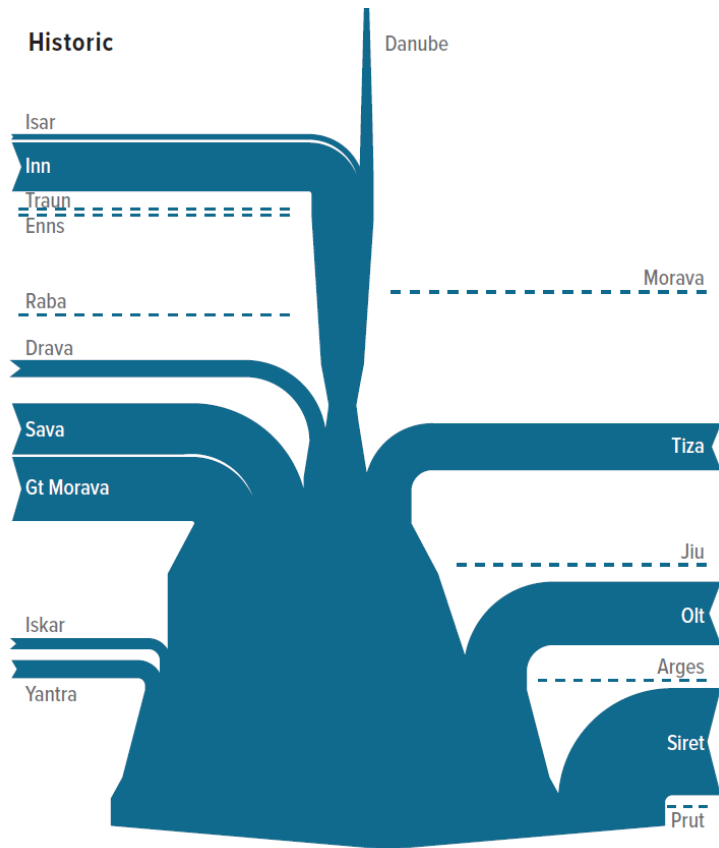 Historic
Danube
Isar
Inn
Traun
Enns
Morava
Raba
Drava
Sava
Tiza
Gt Morava
Jiu
Olt
Iskar
Arges
Yantra
Siret
Prut